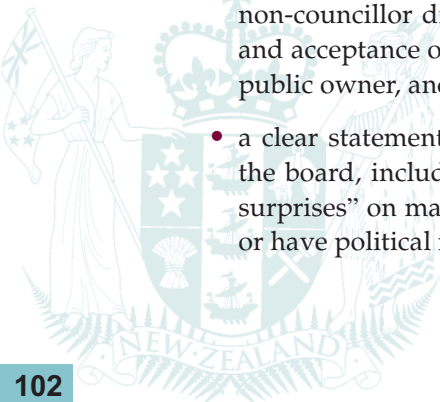 non-councillor d
and acceptance o
public owner, and
• a clear statement
the board, includ
surprises” on ma
or have political
NEW ZEALAND
102